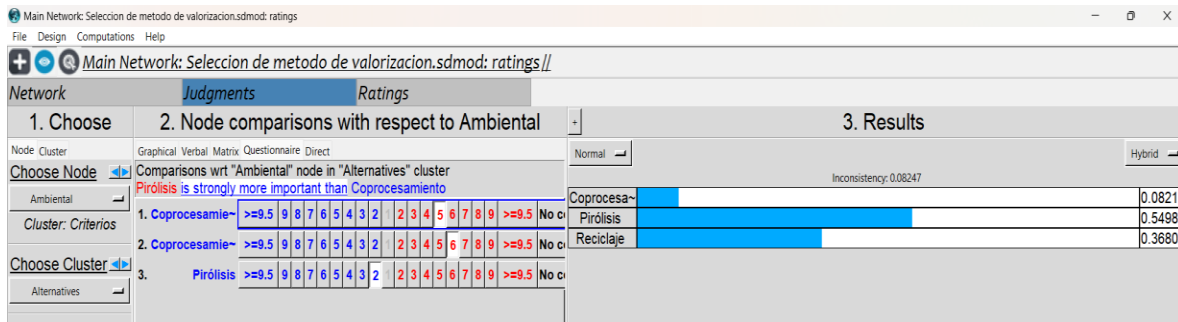 Main Network: Seleccion de metodo de valorizacion.sdmod: ratings
File Design Computations Help
Main Network: Seleccion de metodo de valorizacion.sdmod: ratings//
Network Judgments Ratings
1. Choose 2. Node comparisons with respect to Ambiental + 3. Results
Node Cluster Graphical Verbal Matrix Questionnaire Direct
Normal Hybrid
Choose Node Comparisons wrt "Ambiental" node in "Alternatives" cluster
Pirólisis is strongly more important than Coprocesamiento
Inconsistency: 0.08247
Ambiental
Cluster: Criterios
1. Coprocesamie~ >=9.5 9 8 7 6 5 4 3 2 1 2 3 4 5 6 7 8 9 >=9.5 No co
Coprocesa~ 0.0821
2. Coprocesamie~ >=9.5 9 8 7 6 5 4 3 2 1 2 3 4 5 6 7 8 9 >=9.5 No co
Pirólisis 0.5498
Reciclaje 0.3680
Choose Cluster
3. Pirólisis >=9.5 9 8 7 6 5 4 3 2 1 2 3 4 5 6 7 8 9 >=9.5 No co
Alternatives